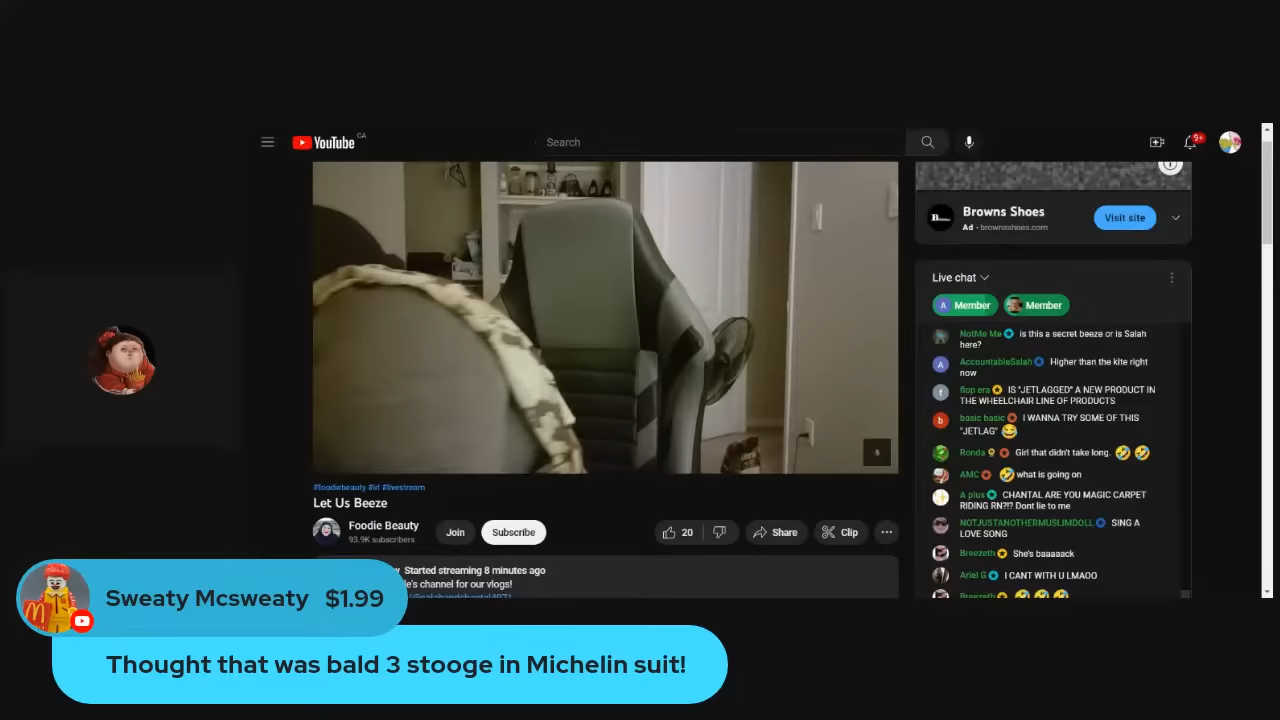 YouTube CA
Search
9+
Browns Shoes
Ad · brownsshoes.com
Visit site
Live chat
A Member
Member
NotMe Me is this a secret beeze or is Salah
here?
AccountableSalah Higher than the kite right
now
flop era IS "JETLAGGED" A NEW PRODUCT IN
THE WHEELCHAIR LINE OF PRODUCTS
basic basic I WANNA TRY SOME OF THIS
"JETLAG" 😂
Ronda Girl that didn't take long. 🤣 🤣
AMC 🤣 what is going on
A plus CHANTAL ARE YOU MAGIC CARPET
RIDING RN?!? Dont lie to me
NOTJUSTANOTHERMUSLIMDOLL SING A
LOVE SONG
Breezeth She's baaaaack
Ariel G I CANT WITH U LMAOO
Breezeth 🤣 🤣 🤣
#foodiebeauty #irl #livestream
Let Us Beeze
Foodie Beauty
93.9K subscribers
Join
Subscribe
20
Share
Clip
Started streaming 8 minutes ago
channel for our vlogs!
Sweaty Mcsweaty $1.99
Thought that was bald 3 stooge in Michelin suit!